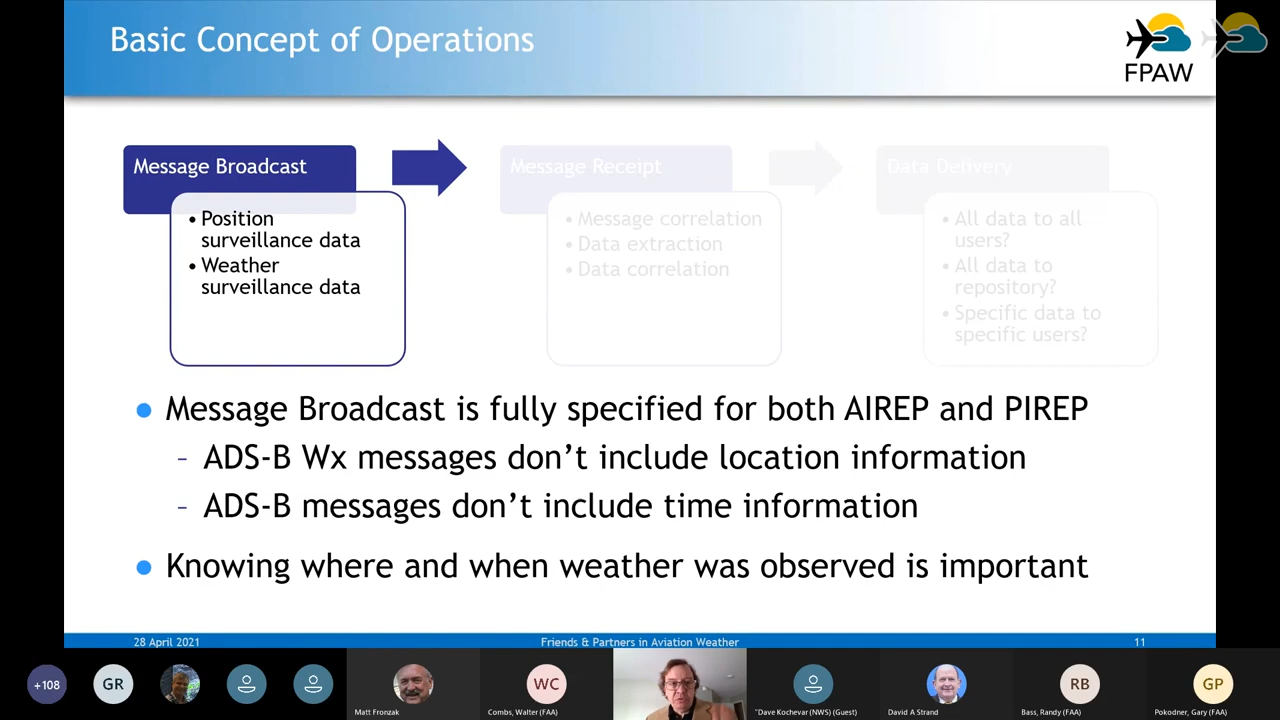 Basic Concept of Operations
FPAW
Message Broadcast
• Position
surveillance data
• Weather
surveillance data
Message Receipt
• Message correlation
• Data extraction
• Data correlation
Data Delivery
• All data to all
users?
• All data to
repository?
• Specific data to
specific users?
● Message Broadcast is fully specified for both AIREP and PIREP
– ADS-B Wx messages don’t include location information
– ADS-B messages don’t include time information
● Knowing where and when weather was observed is important
28 April 2021
Friends & Partners in Aviation Weather
11
+108
GR
WC
RB
GP
Matt Fronzak
Combs, Walter (FAA)
"Dave Kochevar (NWS) (Guest)
David A Strand
Bass, Randy (FAA)
Pokodner, Gary (FAA)